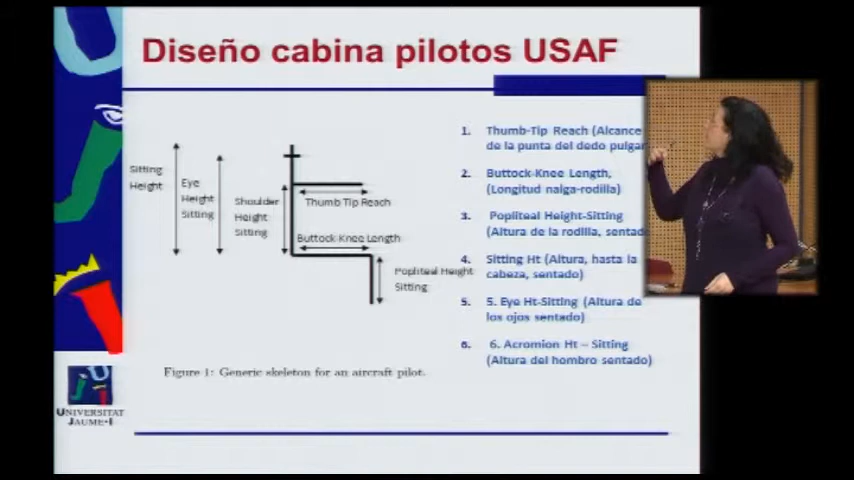 Diseño cabina pilotos USAF
Sitting
Height
Eye
Height
Sitting
Shoulder
Height
Sitting
Thumb Tip Reach
Buttock-Knee Length
Popliteal Height
Sitting
Figure 1: Generic skeleton for an aircraft pilot.
1. Thumb-Tip Reach (Alcance
de la punta del dedo pulgar
2. Buttock-Knee Length,
(Longitud nalga-rodilla)
3. Popliteal Height-Sitting
(Altura de la rodilla, sentad
4. Sitting Ht (Altura, hasta la
cabeza, sentado)
5. 5. Eye Ht-Sitting (Altura de
los ojos sentado)
6. 6. Acromion Ht – Sitting
(Altura del hombro sentado)
UNIVERSITAT
JAUME·I